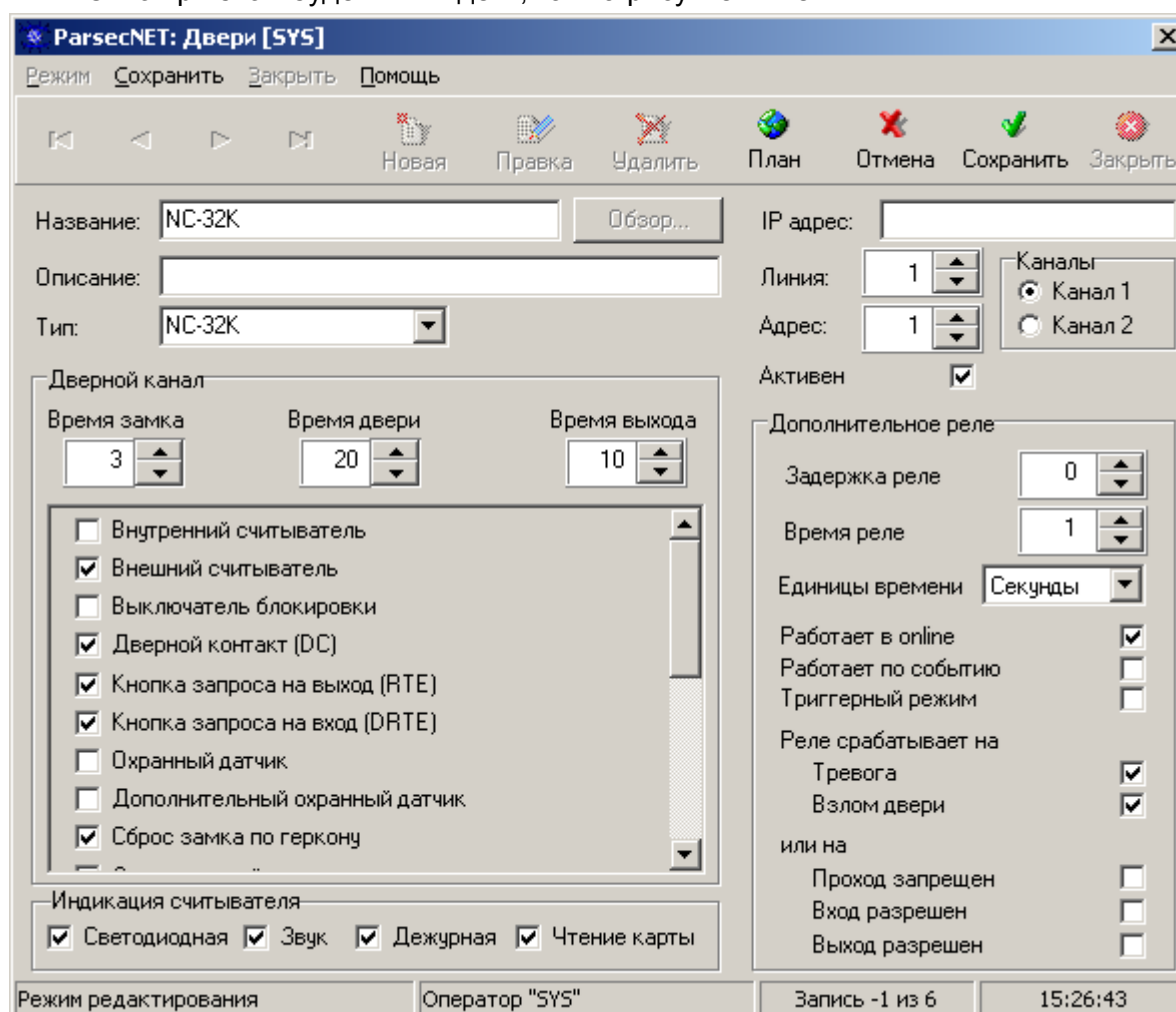 ParsecNET: Двери [SYS]
Режим Сохранить Закрыть Помощь
Новая Правка Удалить План Отмена Сохранить Закрыть
Название: NC-32K Обзор...
Описание:
Тип: NC-32K
IP адрес:
Линия: 1
Адрес: 1
Каналы
Канал 1
Канал 2
Активен
Дверной канал
Время замка Время двери Время выхода
3 20 10
Внутренний считыватель
Внешний считыватель
Выключатель блокировки
Дверной контакт (DC)
Кнопка запроса на выход (RTE)
Кнопка запроса на вход (DRTE)
Охранный датчик
Дополнительный охранный датчик
Сброс замка по геркону
Индикация считывателя
Светодиодная Звук Дежурная Чтение карты
Дополнительное реле
Задержка реле 0
Время реле 1
Единицы времени Секунды
Работает в online
Работает по событию
Триггерный режим
Реле срабатывает на
Тревога
Взлом двери
или на
Проход запрещен
Вход разрешен
Выход разрешен
Режим редактирования Оператор "SYS" Запись -1 из 6 15:26:43